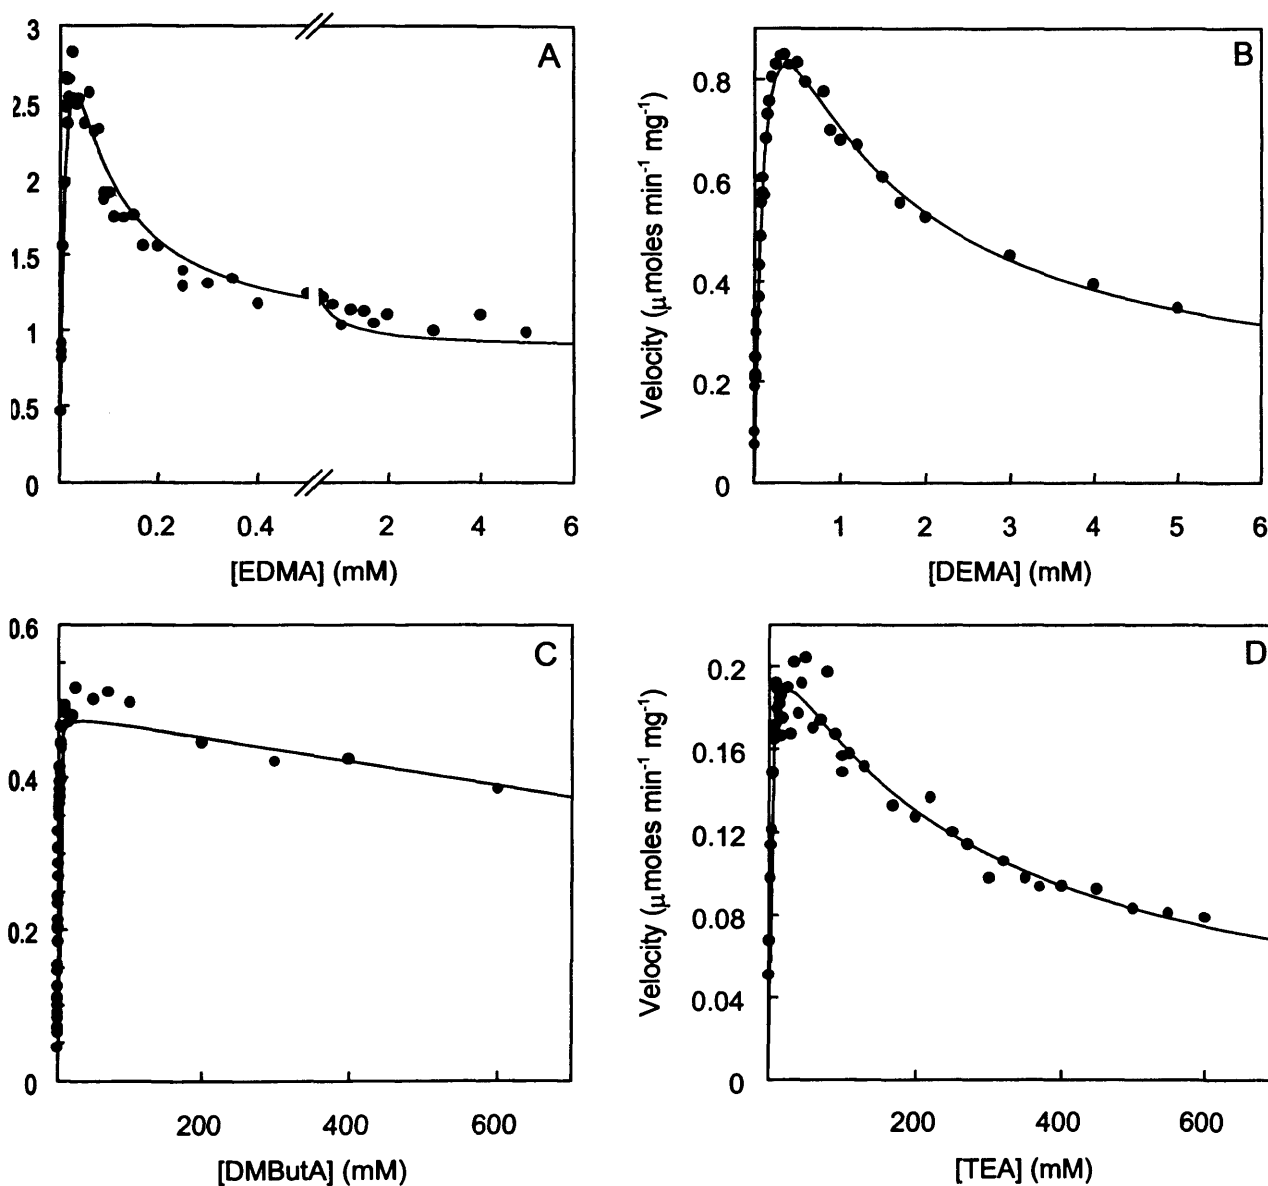 3
2.5
2
1.5
1
0.5
0
A
0.2 0.4 2 4 6
[EDMA] (mM)
Velocity (μmoles min⁻¹ mg⁻¹)
0.8
0.6
0.4
0.2
0
B
1 2 3 4 5 6
[DEMA] (mM)
0.6
0.4
0.2
0
C
200 400 600
[DMButA] (mM)
Velocity (μmoles min⁻¹ mg⁻¹)
0.2
0.16
0.12
0.08
0.04
0
D
200 400 600
[TEA] (mM)